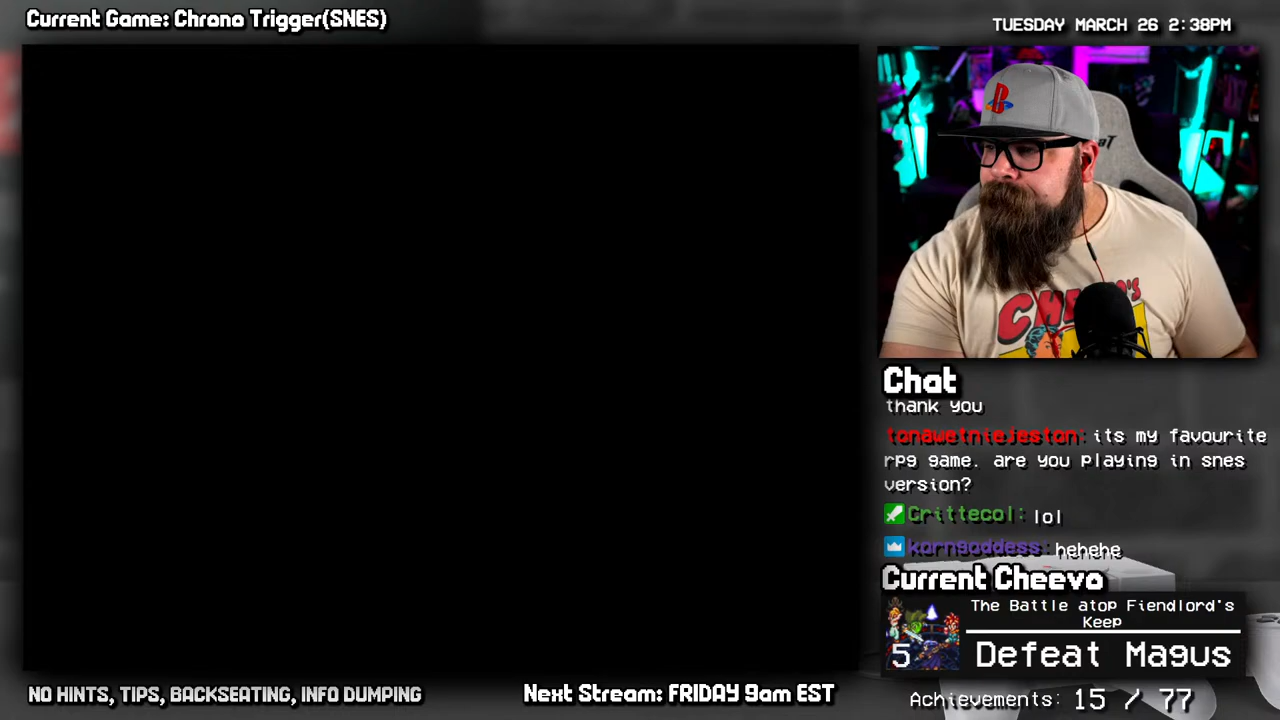 Current Game: Chrono Trigger(SNES)
TUESDAY MARCH 26 2:38PM
Chat
thank you
tonawetniejeston: its my favourite
rpg game. are you playing in snes
version?
Crittecol: lol
korngoddess: hehehe
Current Cheevo
The Battle atop Fiendlord's
Keep
5
Defeat Magus
NO HINTS, TIPS, BACKSEATING, INFO DUMPING
Next Stream: FRIDAY 9am EST
Achievements: 15 / 77